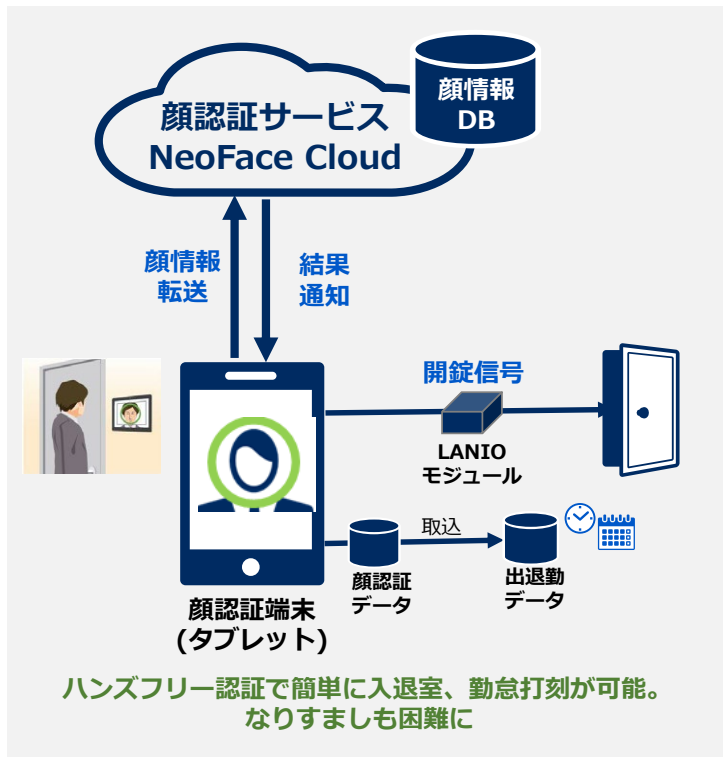 顔認証サービス
NeoFace Cloud
顔情報
DB
顔情報
転送
結果
通知
開錠信号
LANIO
モジュール
取込
顔認証
データ
出退勤
データ
顔認証端末
(タブレット)
ハンズフリー認証で簡単に入退室、勤怠打刻が可能。
なりすましも困難に